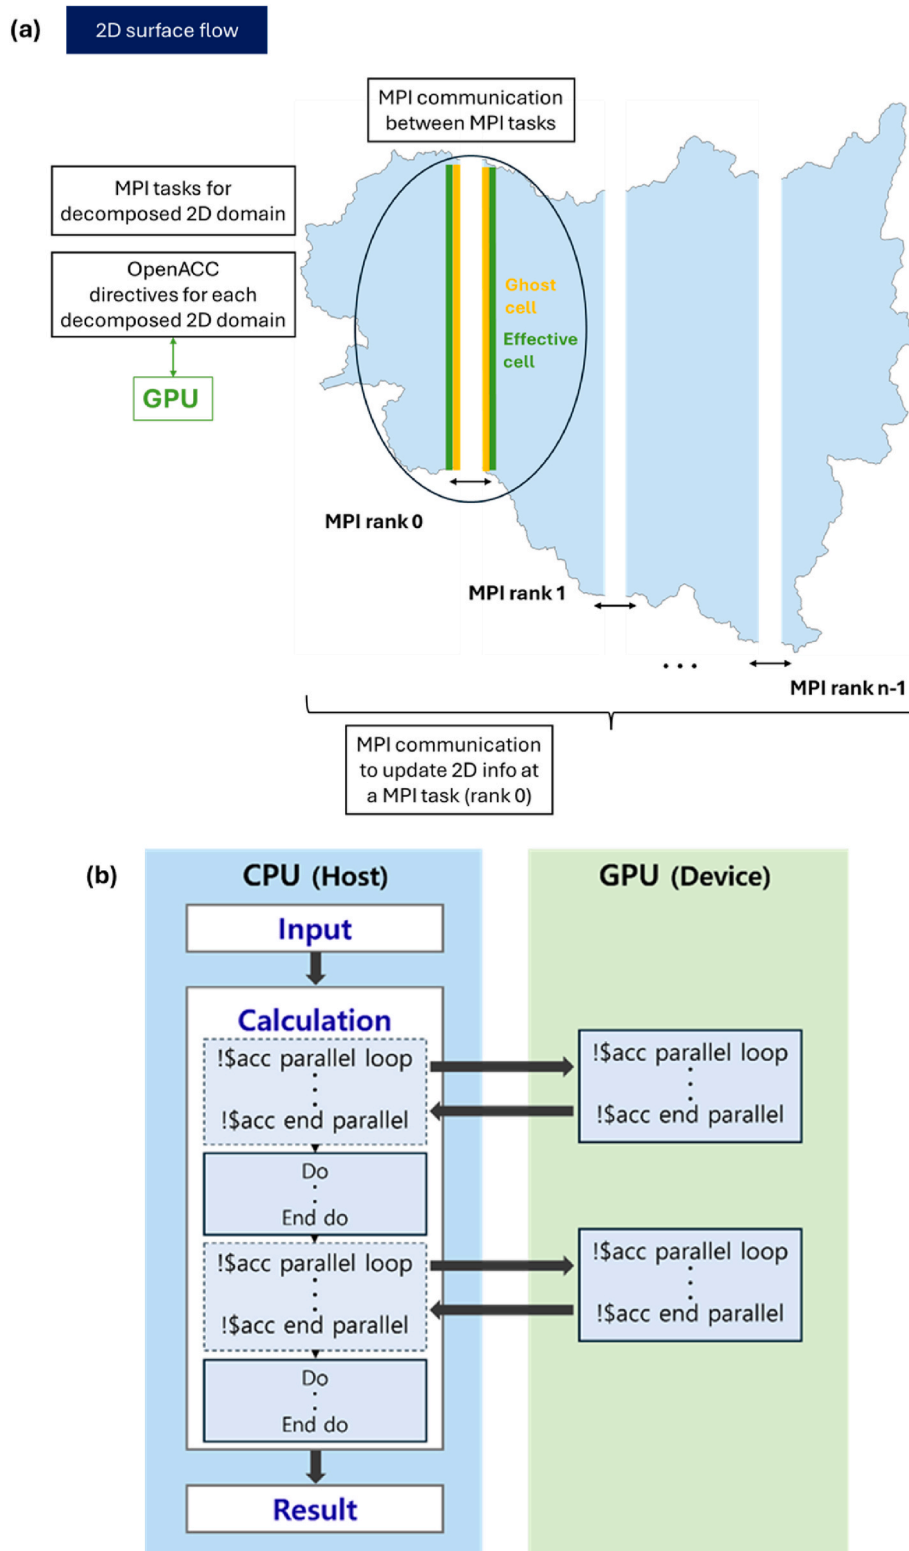 (a)
2D surface flow
MPI communication
between MPI tasks
MPI tasks for
decomposed 2D domain
OpenACC
directives for each
decomposed 2D domain
GPU
Ghost
cell
Effective
cell
MPI rank 0
MPI rank 1
...
MPI rank n-1
MPI communication
to update 2D info at
a MPI task (rank 0)
(b)
CPU (Host)
GPU (Device)
Input
Calculation
!$acc parallel loop
!$acc end parallel
!$acc parallel loop
!$acc end parallel
Do
End do
!$acc parallel loop
!$acc end parallel
!$acc parallel loop
!$acc end parallel
Do
End do
Result